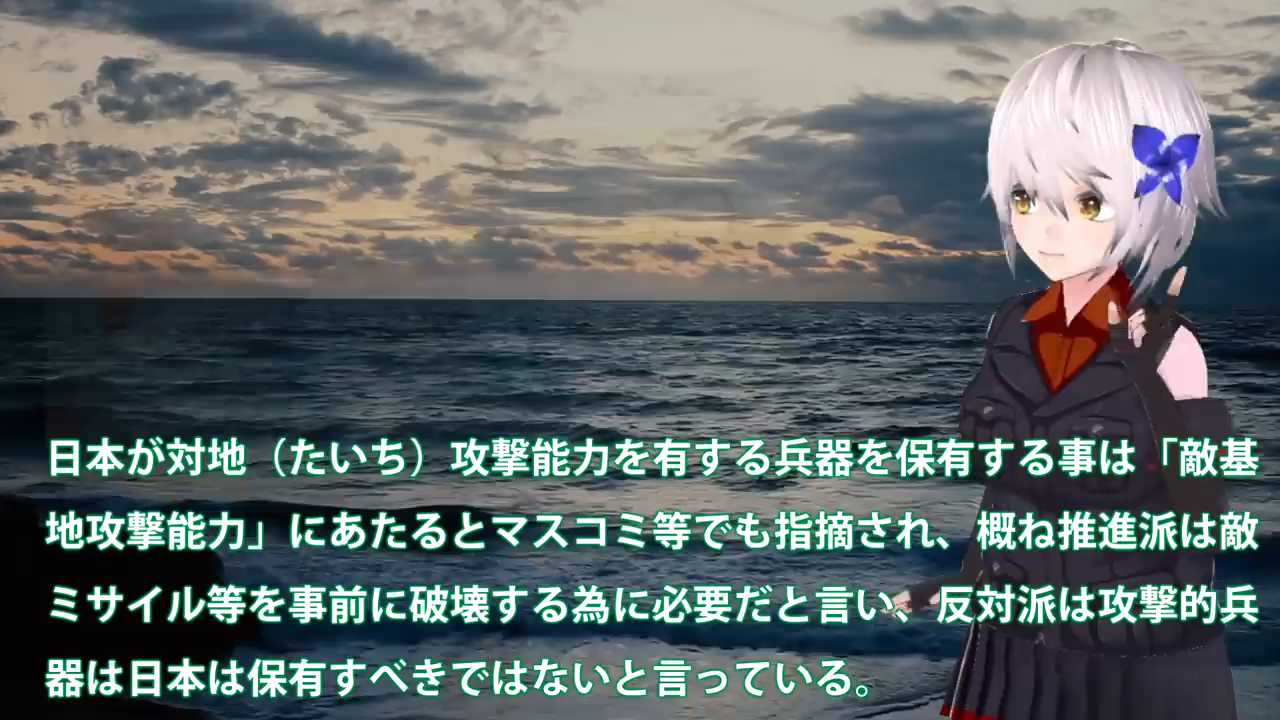 日本が対地（たいち）攻撃能力を有する兵器を保有する事は「敵基
地攻撃能力」にあたるとマスコミ等でも指摘され、概ね推進派は敵
ミサイル等を事前に破壊する為に必要だと言い、反対派は攻撃的兵
器は日本は保有すべきではないと言っている。